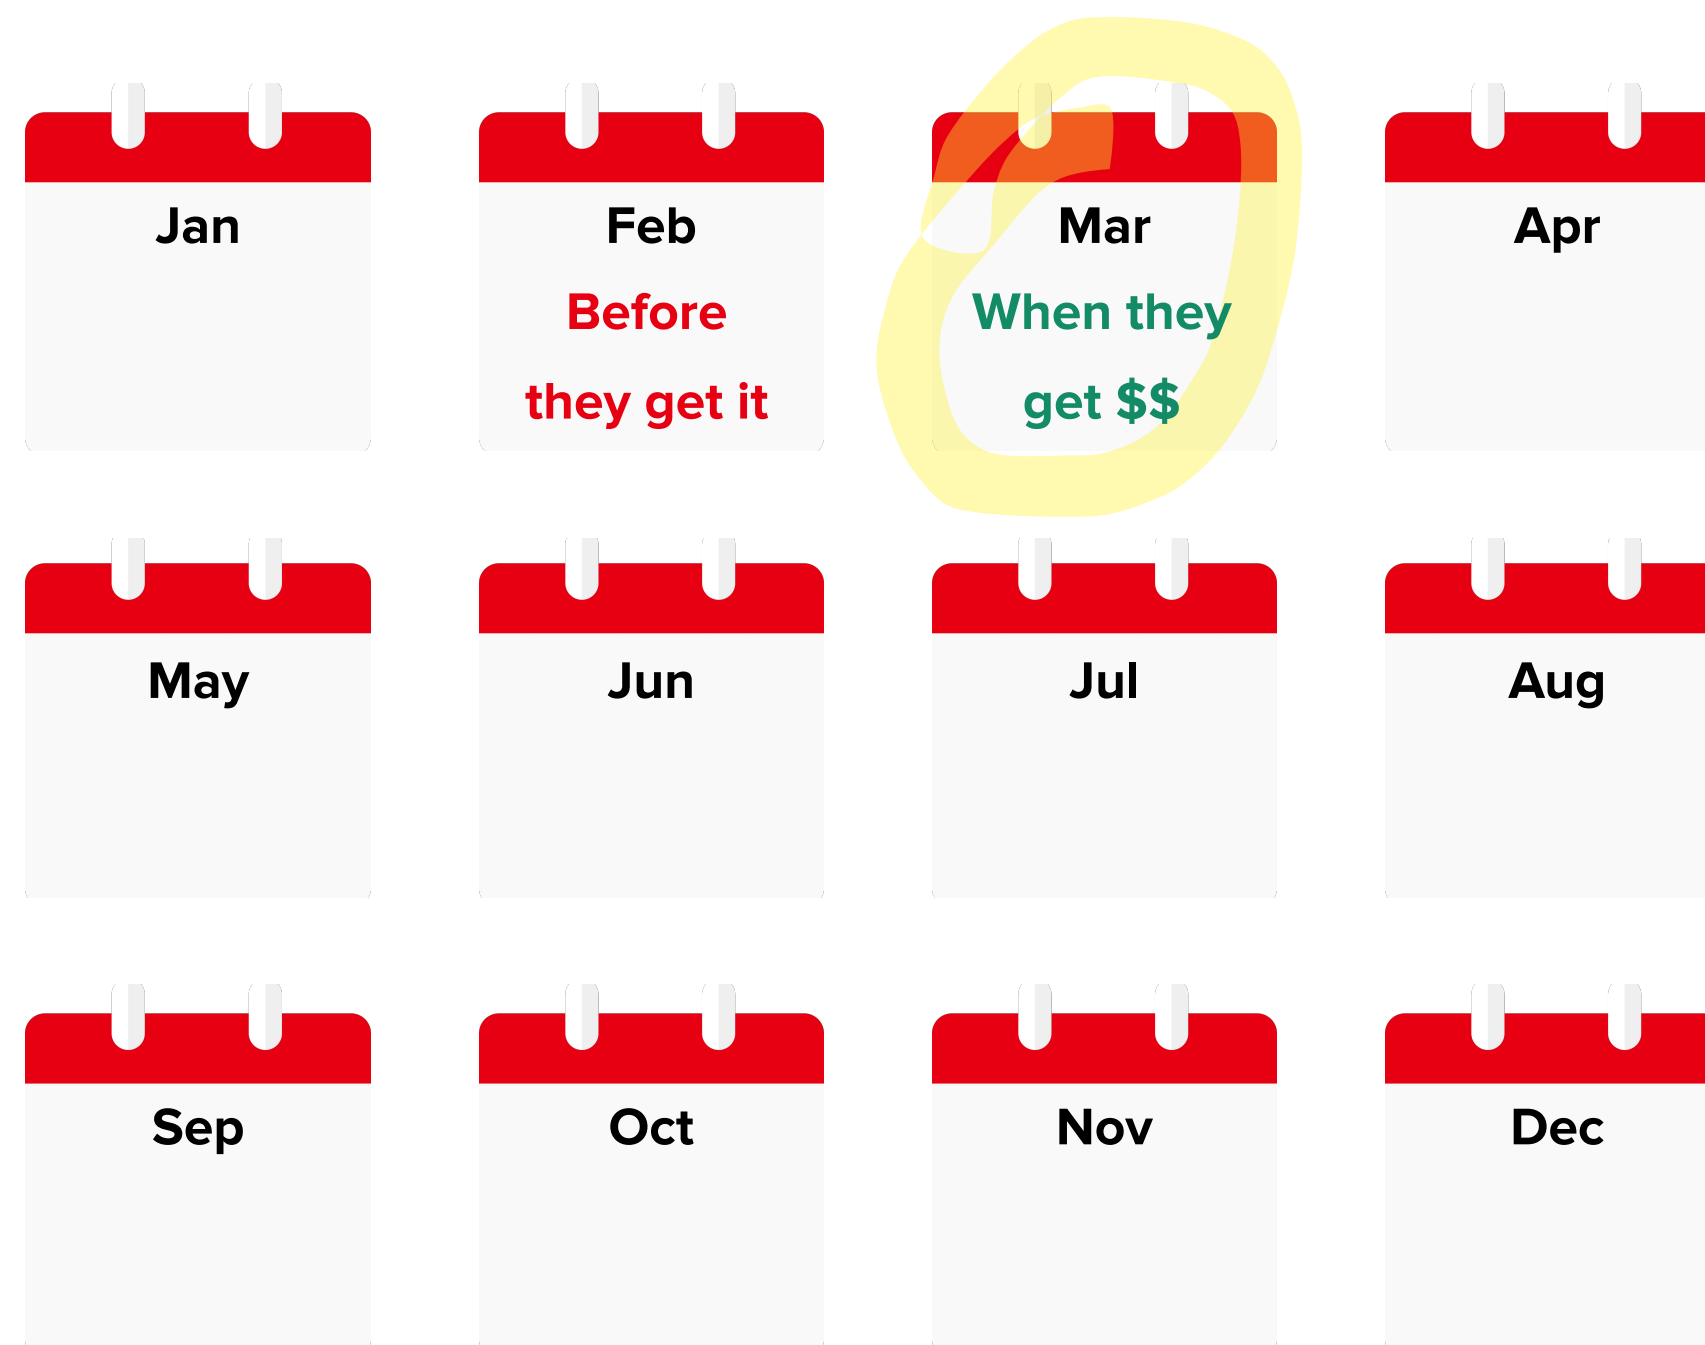 Jan
Feb
Before
they get it
Mar
When they
get $$
Apr
May
Jun
Jul
Aug
Sep
Oct
Nov
Dec